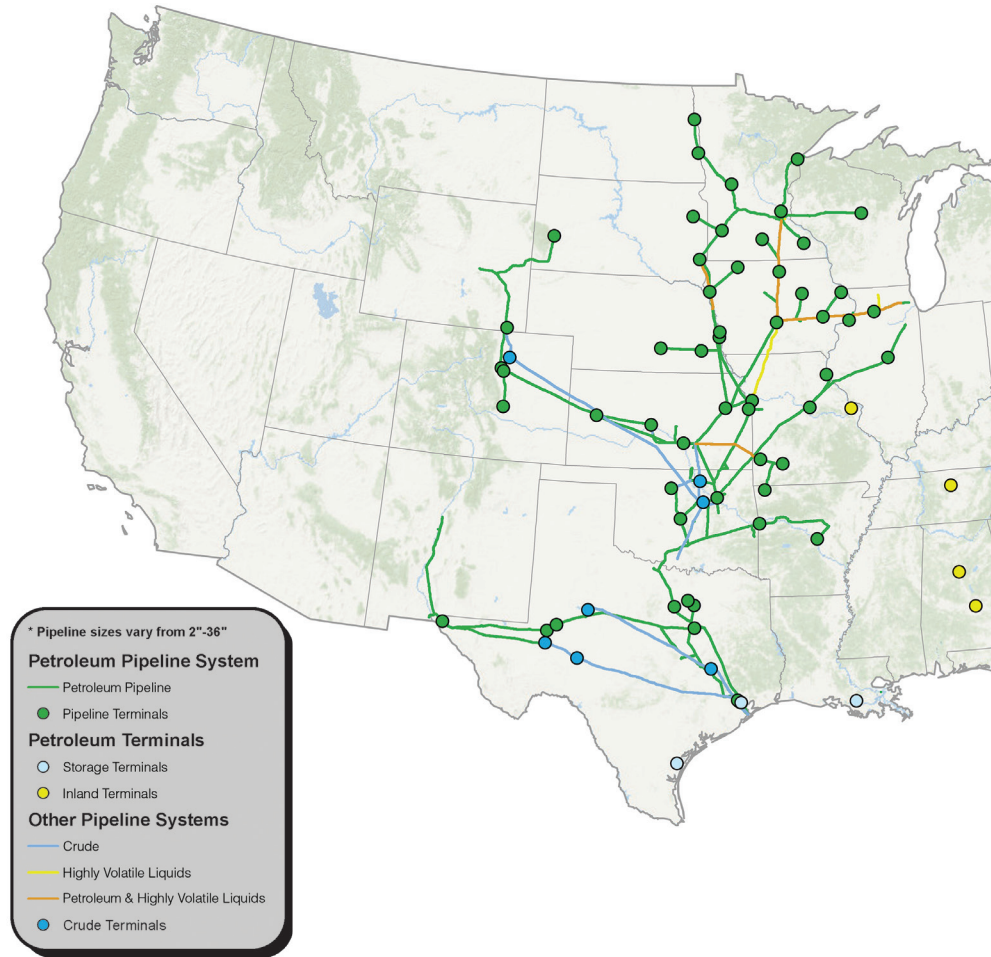 * Pipeline sizes vary from 2"-36"
Petroleum Pipeline System
Petroleum Pipeline
Pipeline Terminals
Petroleum Terminals
Storage Terminals
Inland Terminals
Other Pipeline Systems
Crude
Highly Volatile Liquids
Petroleum & Highly Volatile Liquids
Crude Terminals